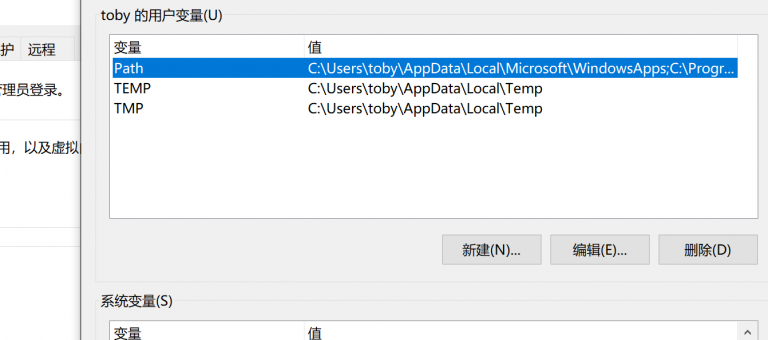 toby 的用户变量(U)
护 远程
变量 值
Path C:\Users\toby\AppData\Local\Microsoft\WindowsApps;C:\Progr...
管理员登录。
TEMP C:\Users\toby\AppData\Local\Temp
TMP C:\Users\toby\AppData\Local\Temp
用，以及虚拟
新建(N)... 编辑(E)... 删除(D)
系统变量(S)
变量 值